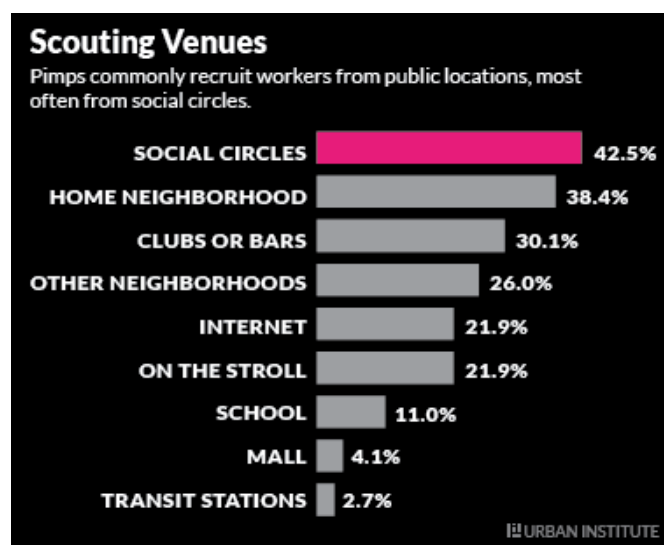 Scouting Venues
Pimps commonly recruit workers from public locations, most
often from social circles.
SOCIAL CIRCLES 42.5%
HOME NEIGHBORHOOD 38.4%
CLUBS OR BARS 30.1%
OTHER NEIGHBORHOODS 26.0%
INTERNET 21.9%
ON THE STROLL 21.9%
SCHOOL 11.0%
MALL 4.1%
TRANSIT STATIONS 2.7%
URBAN INSTITUTE